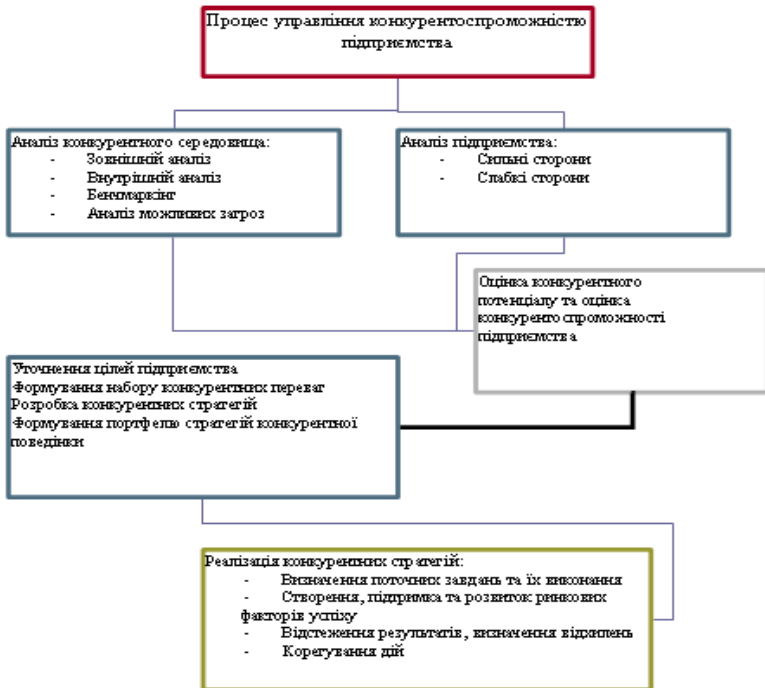 Процес управління конкурентоспроможністю
підприємства
Аналіз конкурентного середовища:
- Зовнішній аналіз
- Внутрішній аналіз
- Бенчмаркінг
- Аналіз можливих загроз
Аналіз підприємства:
- Сильні сторони
- Слабкі сторони
Оцінка конкурентного
потенціалу та оцінка
конкурентоспроможності
підприємства
Уточнення цілей підприємства
Формування набору конкурентних переваг
Розробка конкурентних стратегій
Формування портфелю стратегій конкурентної
поведінки
Реалізація конкурентних стратегій:
- Визначення поточних завдань та їх виконання
- Створення, підтримка та розвиток ринкових
факторів успіху
- Відстеження результатів, визначення відхилень
- Корегування дій